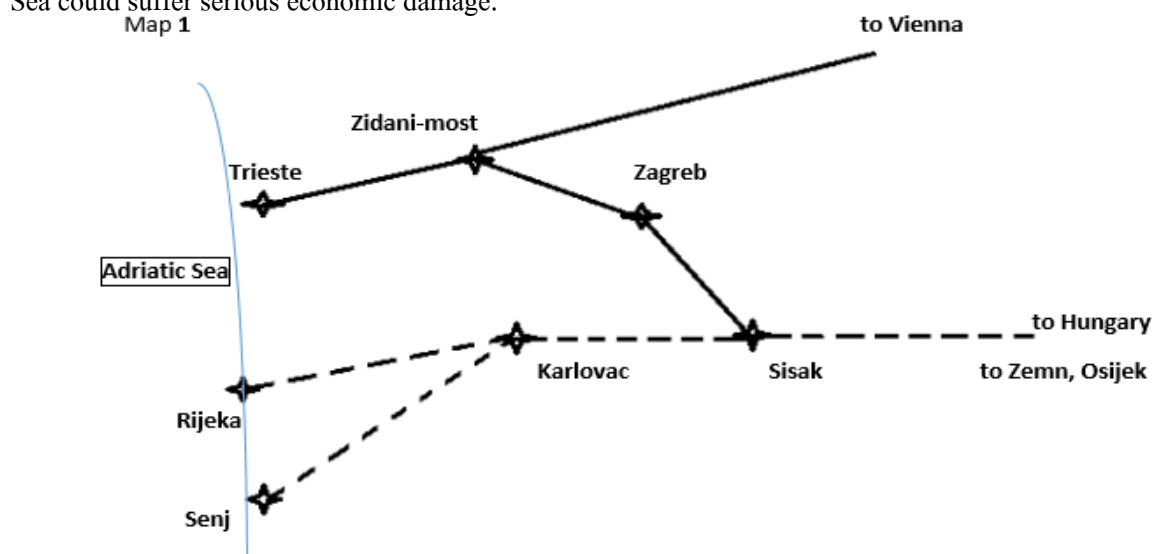 Sea could suffer serious economic damage.
Map 1
to Vienna
Zidani-most
Trieste
Zagreb
Adriatic Sea
to Hungary
Karlovac
Sisak
to Zemn, Osijek
Rijeka
Senj